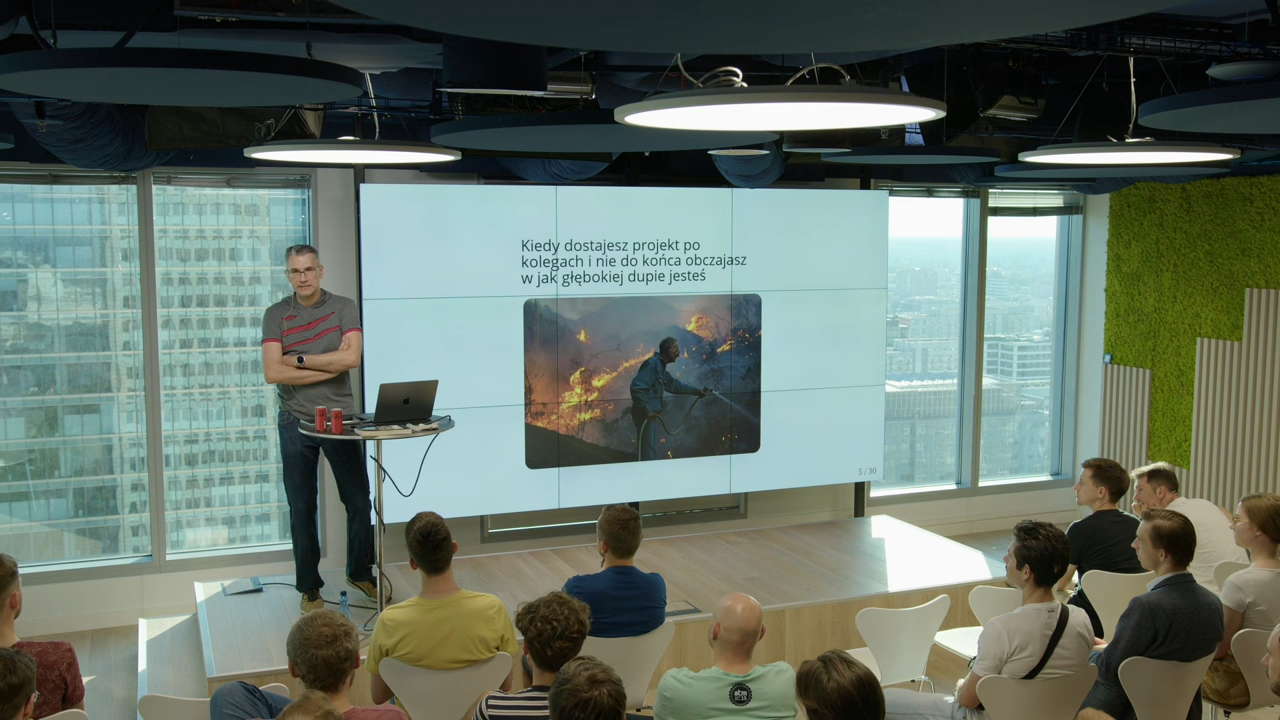 Kiedy dostajesz projekt po
kolegach i nie do końca obczajasz
w jak głębokiej dupie jesteś
5 / 30